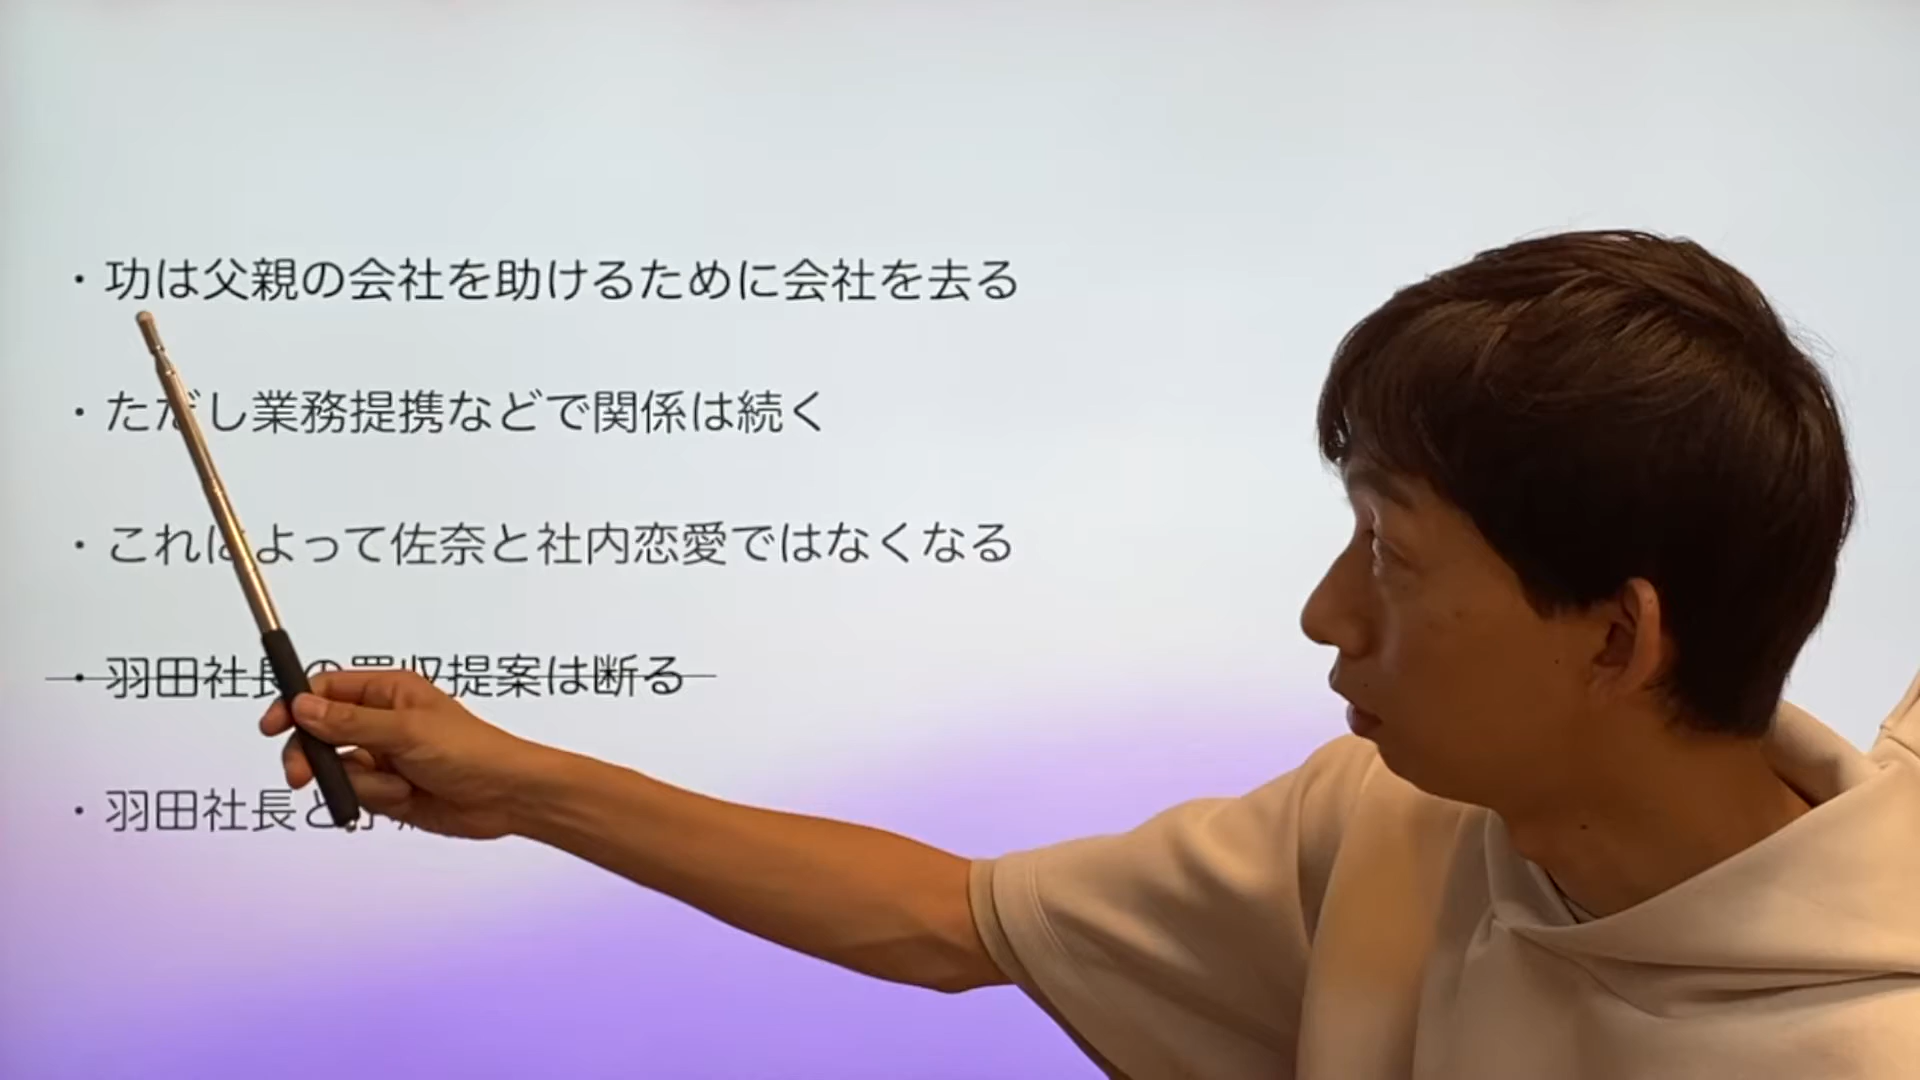 ・功は父親の会社を助けるために会社を去る
・ただし業務提携などで関係は続く
・これによって佐奈と社内恋愛ではなくなる
・羽田社長の買収提案は断る
・羽田社長と